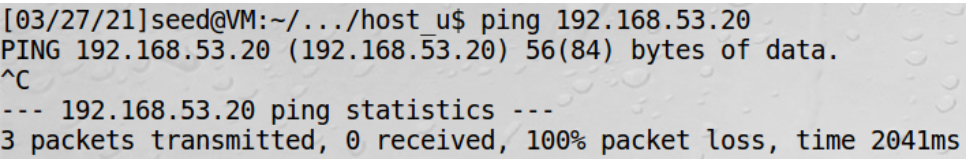 [03/27/21]seed@VM:~/.../host_u$ ping 192.168.53.20
PING 192.168.53.20 (192.168.53.20) 56(84) bytes of data.
^C
--- 192.168.53.20 ping statistics ---
3 packets transmitted, 0 received, 100% packet loss, time 2041ms